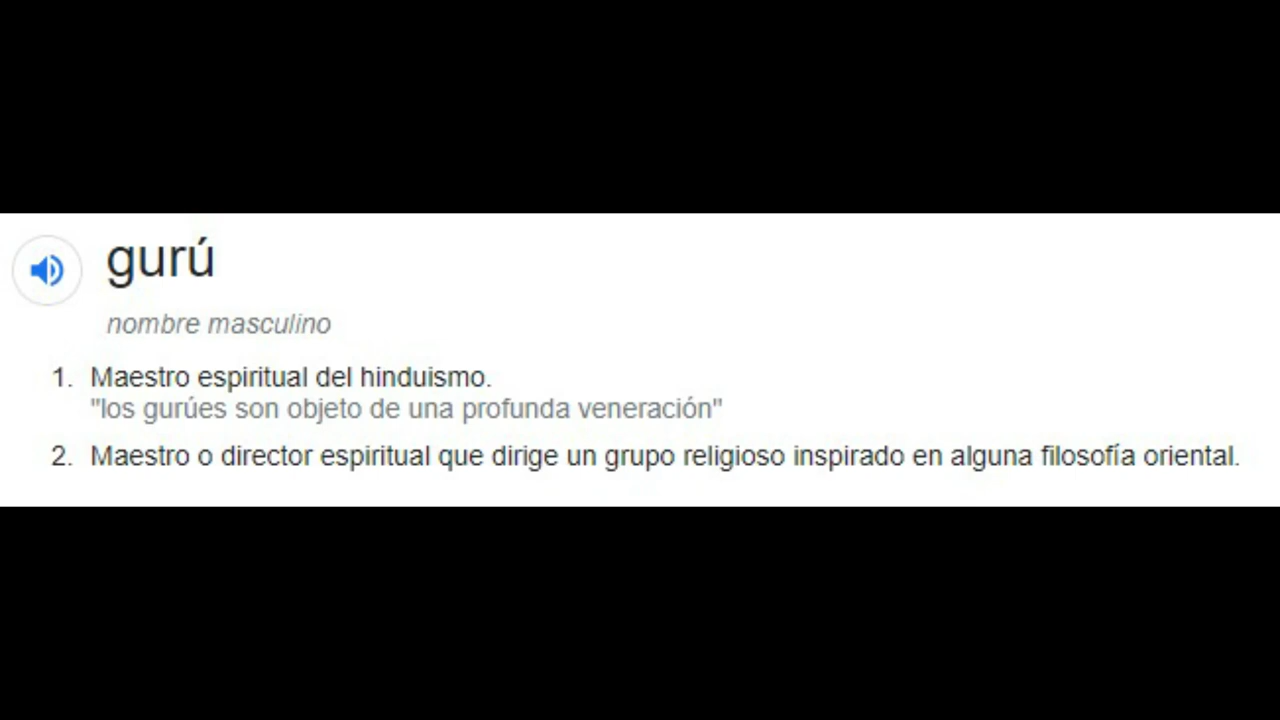 gurú
nombre masculino
1. Maestro espiritual del hinduismo.
"los gurúes son objeto de una profunda veneración"
2. Maestro o director espiritual que dirige un grupo religioso inspirado en alguna filosofía oriental.